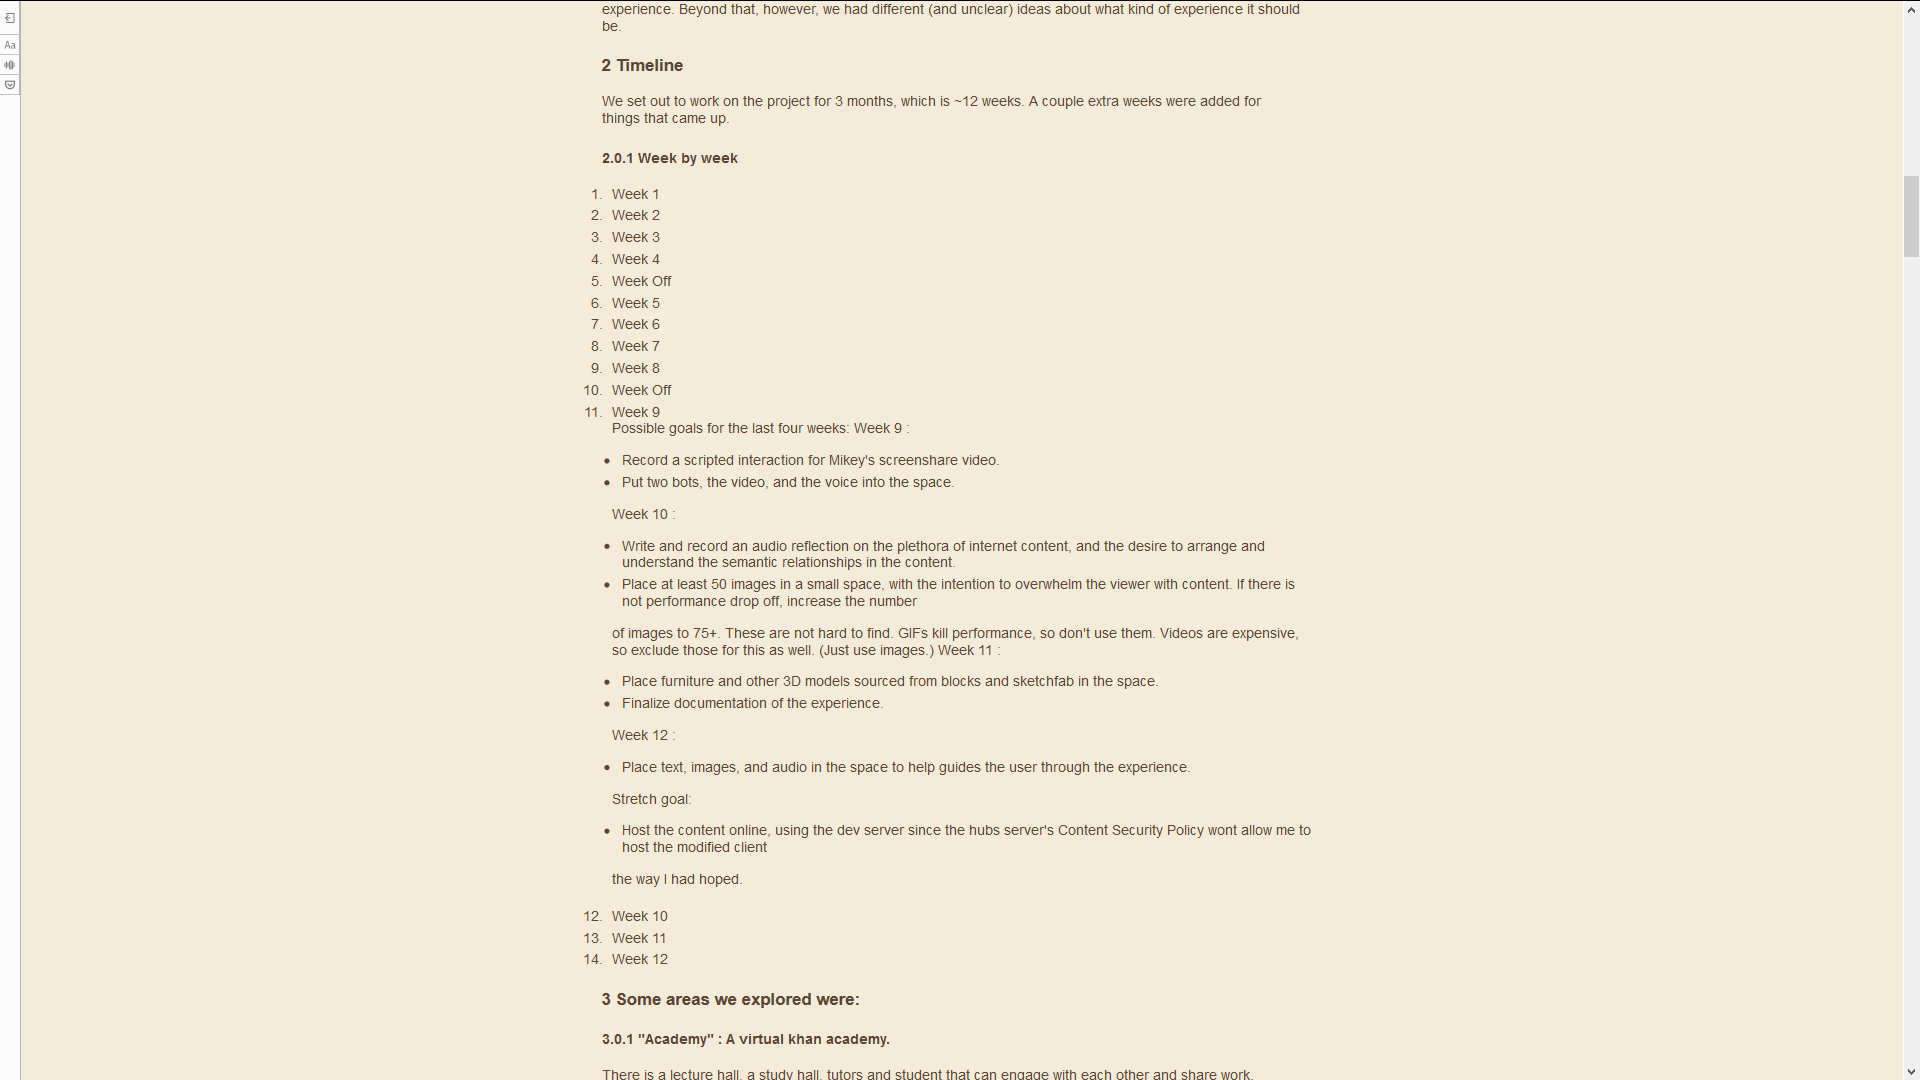 experience. Beyond that, however, we had different (and unclear) ideas about what kind of experience it should
be.
2 Timeline
We set out to work on the project for 3 months, which is ~12 weeks. A couple extra weeks were added for
things that came up.
2.0.1 Week by week
1. Week 1
2. Week 2
3. Week 3
4. Week 4
5. Week Off
6. Week 5
7. Week 6
8. Week 7
9. Week 8
10. Week Off
11. Week 9
Possible goals for the last four weeks: Week 9 :
• Record a scripted interaction for Mikey's screenshare video.
• Put two bots, the video, and the voice into the space.
Week 10 :
• Write and record an audio reflection on the plethora of internet content, and the desire to arrange and
understand the semantic relationships in the content.
• Place at least 50 images in a small space, with the intention to overwhelm the viewer with content. If there is
not performance drop off, increase the number
of images to 75+. These are not hard to find. GIFs kill performance, so don't use them. Videos are expensive,
so exclude those for this as well. (Just use images.) Week 11 :
• Place furniture and other 3D models sourced from blocks and sketchfab in the space.
• Finalize documentation of the experience.
Week 12 :
• Place text, images, and audio in the space to help guides the user through the experience.
Stretch goal:
• Host the content online, using the dev server since the hubs server's Content Security Policy wont allow me to
host the modified client
the way I had hoped.
12. Week 10
13. Week 11
14. Week 12
3 Some areas we explored were:
3.0.1 "Academy" : A virtual khan academy.
There is a lecture hall, a study hall, tutors and student that can engage with each other and share work.
Aa